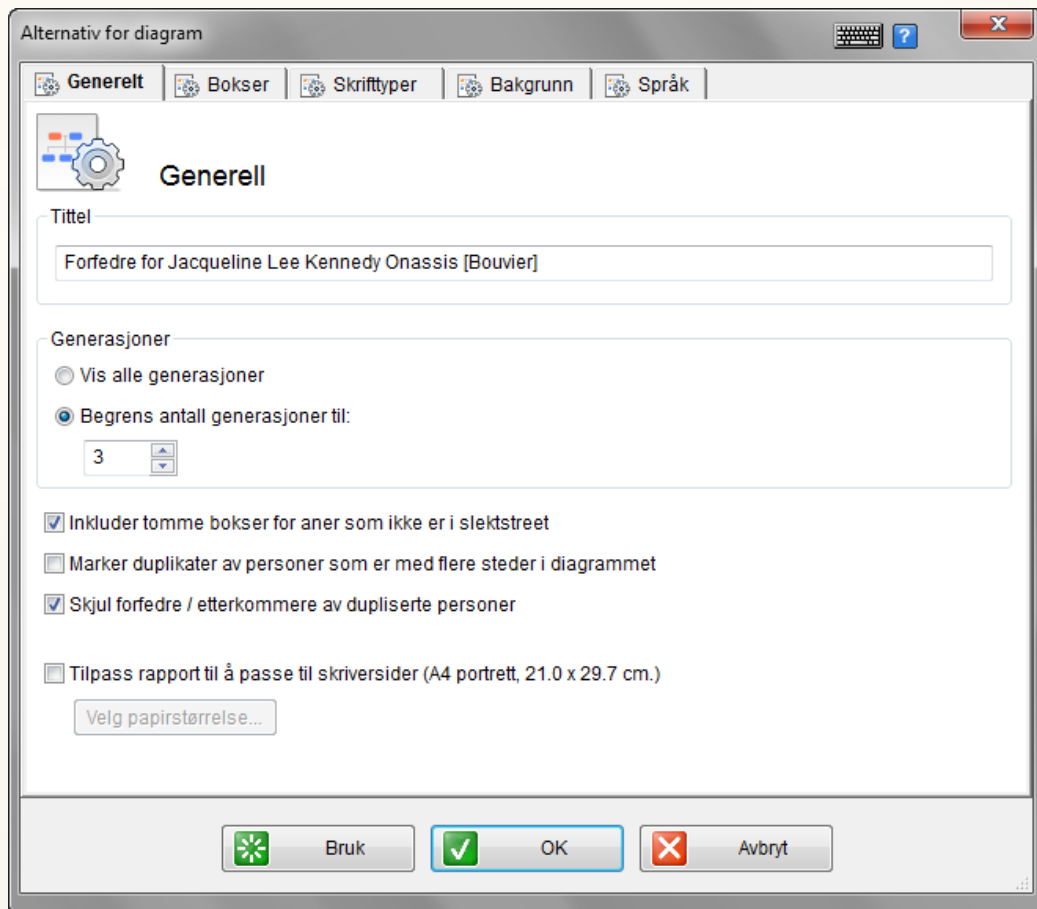 Alternativ for diagram
?
Generelt Bokser Skrifttyper Bakgrunn Språk
Generell
Tittel
Forfedre for Jacqueline Lee Kennedy Onassis [Bouvier]
Generasjoner
Vis alle generasjoner
Begrens antall generasjoner til:
3
Inkluder tomme bokser for aner som ikke er i slektstreet
Marker duplikater av personer som er med flere steder i diagrammet
Skjul forfedre / etterkommere av dupliserte personer
Tilpass rapport til å passe til skriversider (A4 portrett, 21.0 x 29.7 cm.)
Velg papirstørrelse...
Bruk OK Avbryt